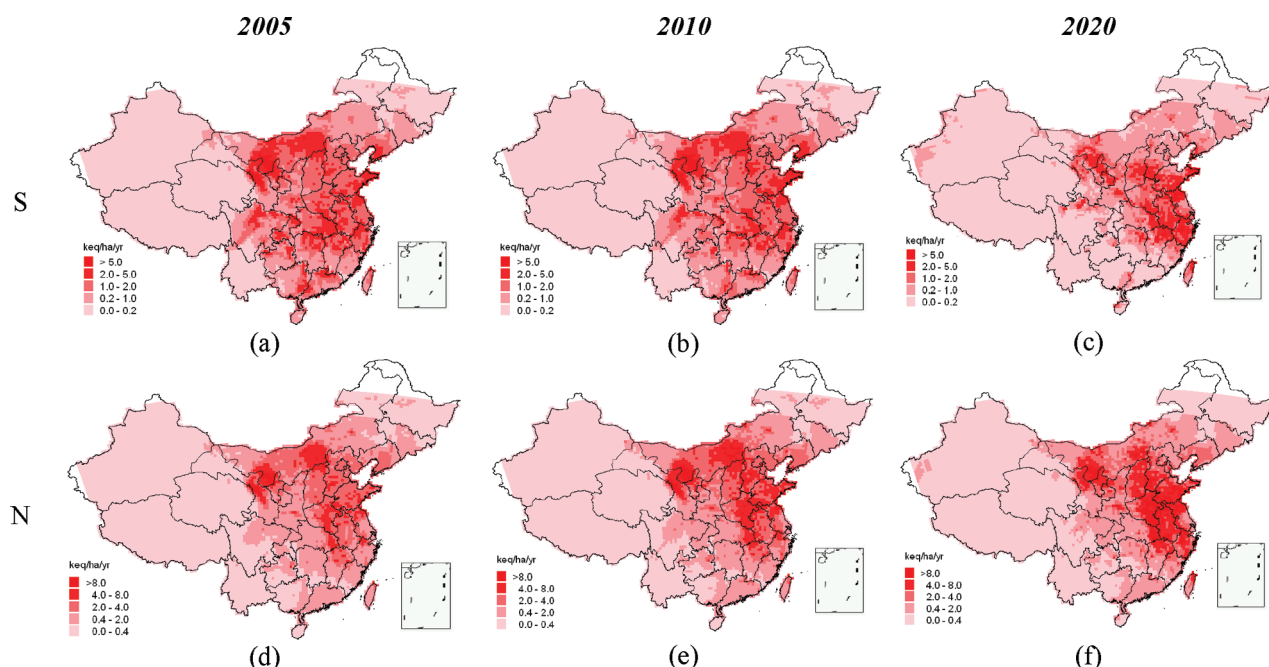 2005 2010 2020
S
keq/ha/yr
> 5.0
2.0 - 5.0
1.0 - 2.0
0.2 - 1.0
0.0 - 0.2
keq/ha/yr
> 5.0
2.0 - 5.0
1.0 - 2.0
0.2 - 1.0
0.0 - 0.2
keq/ha/yr
> 5.0
2.0 - 5.0
1.0 - 2.0
0.2 - 1.0
0.0 - 0.2
(a) (b) (c)
N
keq/ha/yr
>8.0
4.0 - 8.0
2.0 - 4.0
0.4 - 2.0
0.0 - 0.4
keq/ha/yr
>8.0
4.0 - 8.0
2.0 - 4.0
0.4 - 2.0
0.0 - 0.4
keq/ha/yr
>8.0
4.0 - 8.0
2.0 - 4.0
0.4 - 2.0
0.0 - 0.4
(d) (e) (f)